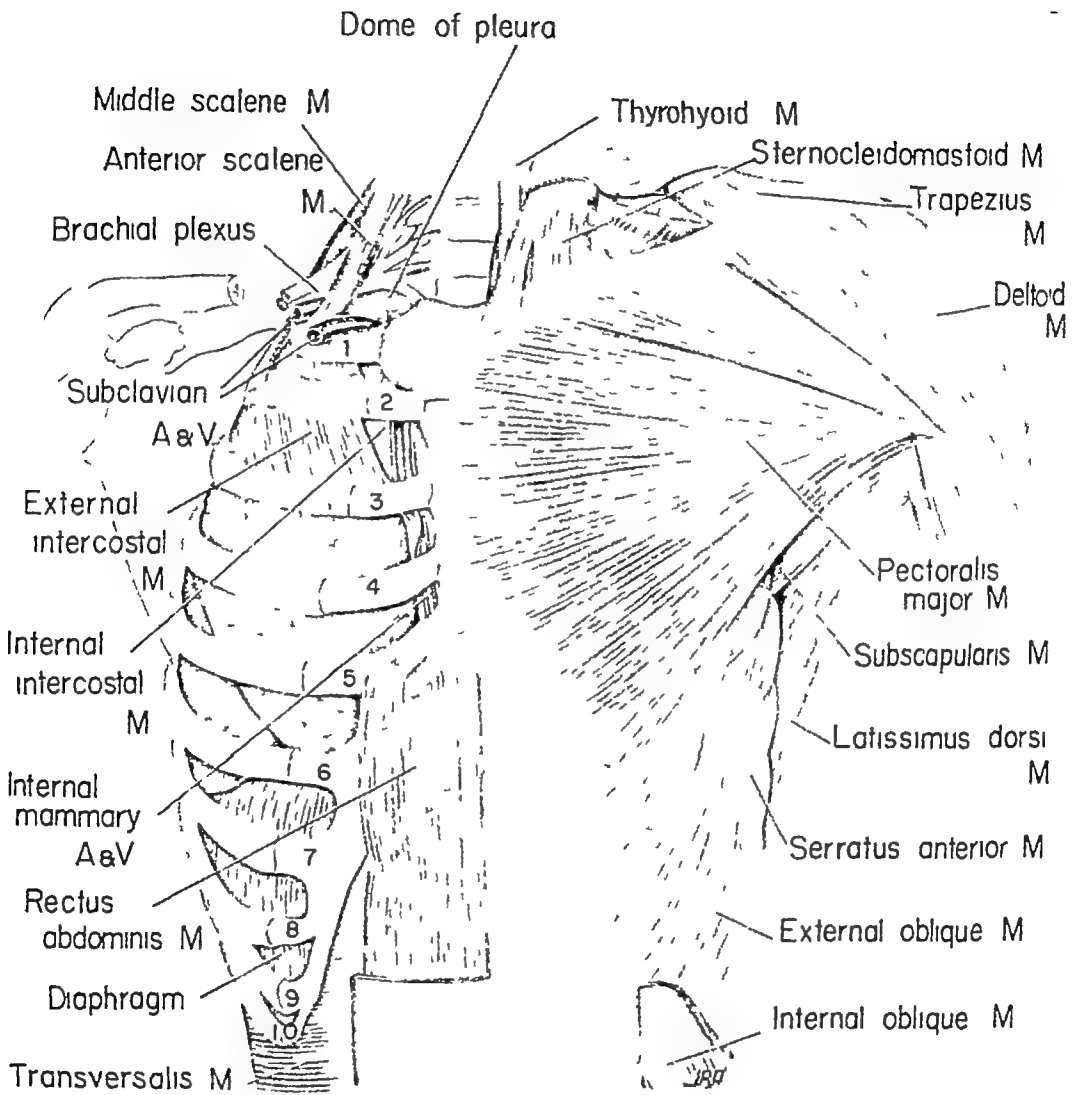 Dome of pleura
Middle scalene M
Anterior scalene
M
Brachial plexus
Subclavian
A & V
External
intercostal
M
Internal
intercostal
M
Internal
mammary
A & V
Rectus
abdominis M
Diaphragm
Transversalis M
1
2
3
4
5
6
7
8
9
10
Thyrohyoid M
Sternocleidomastoid M
Trapezius
M
Deltoid
M
Pectoralis
major M
Subscapularis M
Latissimus dorsi
M
Serratus anterior M
External oblique M
Internal oblique M